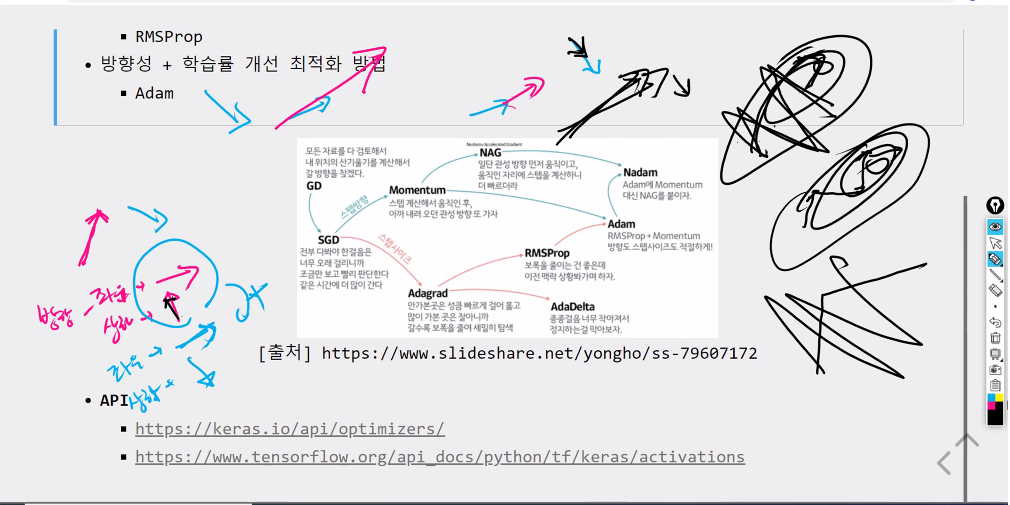 RMSProp
방향성 + 학습률 개선 최적화 방법
Adam
모든 자료를 다 검토해서
내 위치의 산기울기를 계산해서
갈 방향을 찾겠다.
GD
스텝방향
Momentum
스텝 계산해서 움직인 후,
아까 내려 오던 관성 방향 또 가자
Nesterov Accelerated Gradient
NAG
일단 관성 방향 먼저 움직이고,
움직인 자리에 스텝을 계산하니
더 빠르더라
Nadam
Adam에 Momentum
대신 NAG를 붙이자.
SGD
전부 다봐야 한걸음은
너무 오래 걸리니까
조금만 보고 빨리 판단한다
같은 시간에 더 많이 간다
스텝사이즈
Adagrad
안가본곳은 성큼 빠르게 걸어 훑고
많이 가본 곳은 잘아니까
갈수록 보폭을 줄여 세밀히 탐색
RMSProp
보폭을 줄이는 건 좋은데
이전 맥락 상황봐가며 하자.
Adam
RMSProp + Momentum
방향도 스텝사이즈도 적절하게!
AdaDelta
종종걸음 너무 작아져서
정지하는걸 막아보자.
[출처] https://www.slideshare.net/yongho/ss-79607172
API
https://keras.io/api/optimizers/
https://www.tensorflow.org/api_docs/python/tf/keras/activations